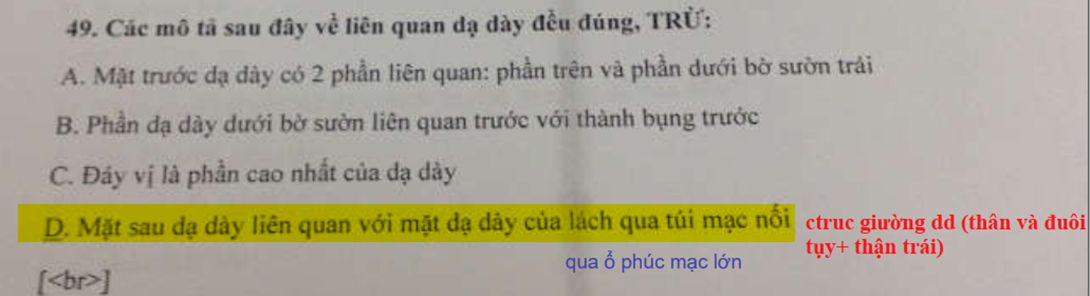 49. Các mô tả sau đây về liên quan dạ dày đều đúng, TRỪ:
A. Mặt trước dạ dày có 2 phần liên quan: phần trên và phần dưới bờ sườn trái
B. Phần dạ dày dưới bờ sườn liên quan trước với thành bụng trước
C. Đáy vị là phần cao nhất của dạ dày
D. Mặt sau dạ dày liên quan với mặt dạ dày của lách qua túi mạc nối
ctruc giường dd (thân và đuôi
tụy+ thận trái)
qua ổ phúc mạc lớn
[<br>]